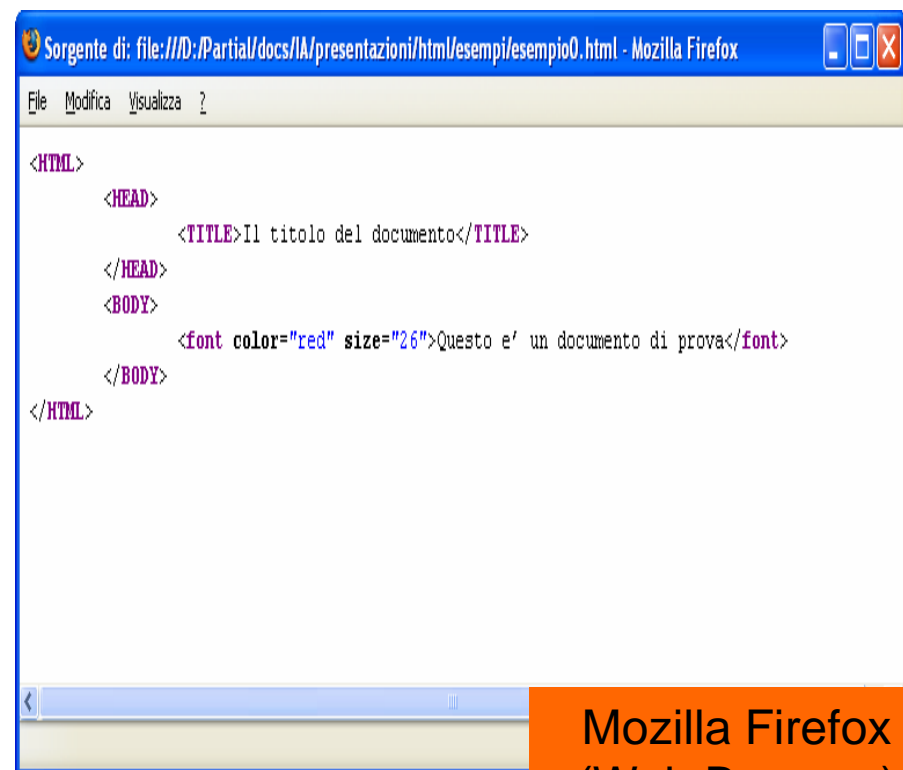 Sorgente di: file:///D:/Partial/docs/IA/presentazioni/html/esempi/esempio0.html - Mozilla Firefox
File Modifica Visualizza ?
<HTML>
<HEAD>
<TITLE>Il titolo del documento</TITLE>
</HEAD>
<BODY>
<font color="red" size="26">Questo e' un documento di prova</font>
</BODY>
</HTML>
Mozilla Firefox